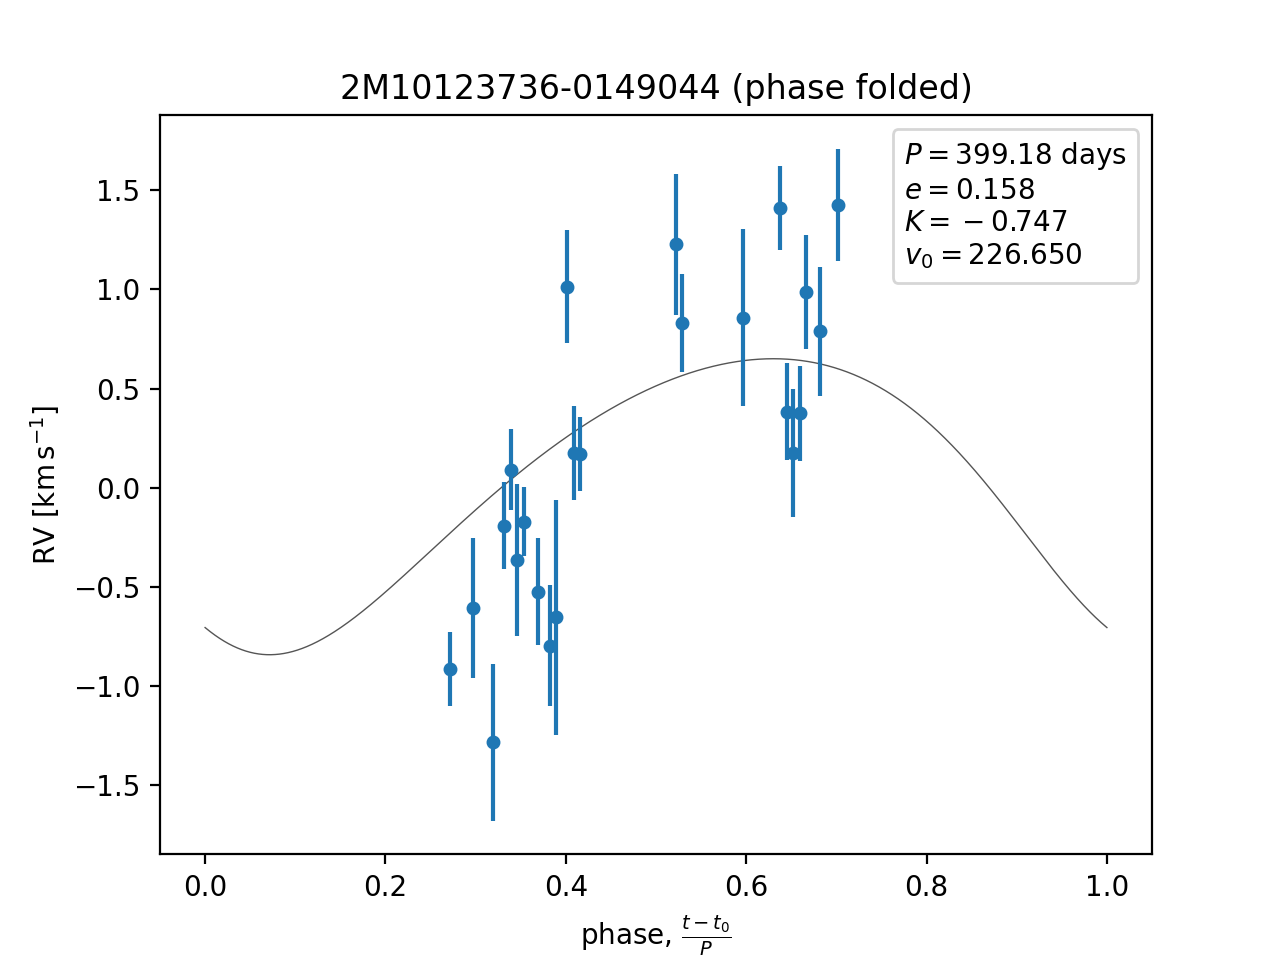 2M10123736-0149044 (phase folded)
P = 399.18 days
e = 0.158
K = −0.747
v₀ = 226.650
RV [km s⁻¹]
1.5
1.0
0.5
0.0
−0.5
−1.0
−1.5
0.0 0.2 0.4 0.6 0.8 1.0
phase, (t − t₀)/P